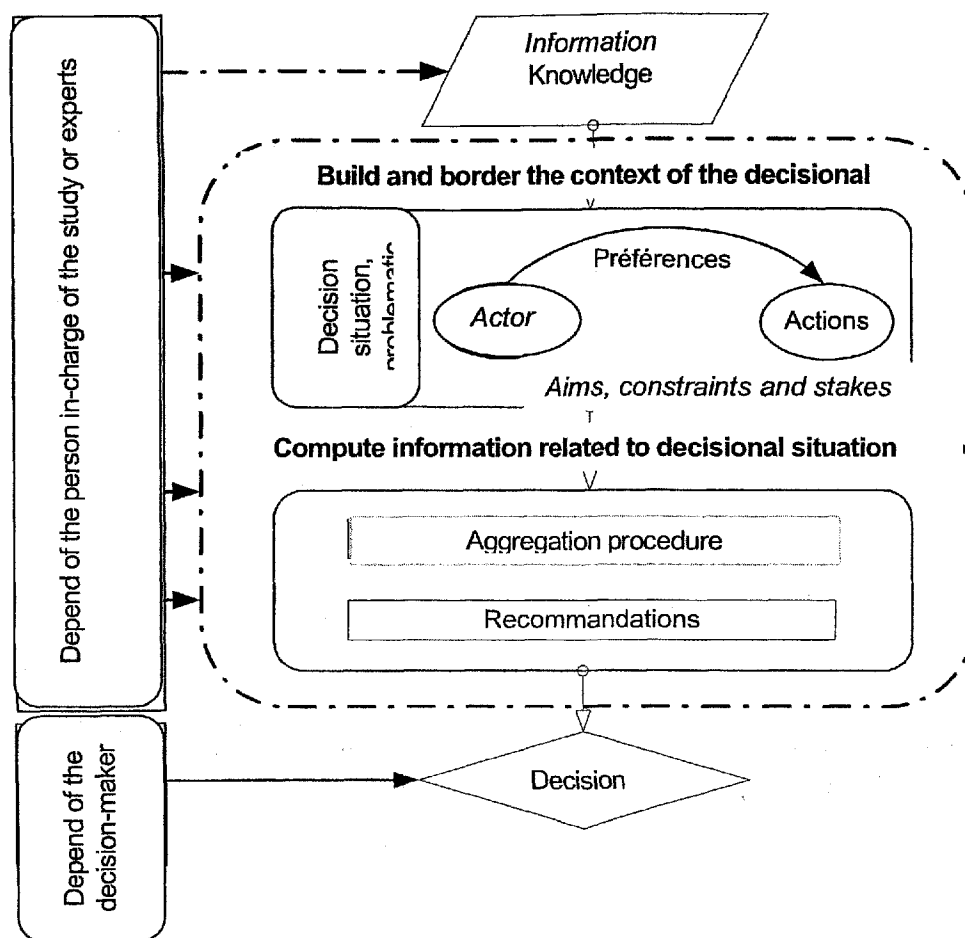 Depend of the person in-charge of the study or experts
Information
Knowledge
Build and border the context of the decisional
Decision
situation,
problematic
Préférences
Actor
Actions
Aims, constraints and stakes
Compute information related to decisional situation
Aggregation procedure
Recommandations
Depend of the
decision-maker
Decision